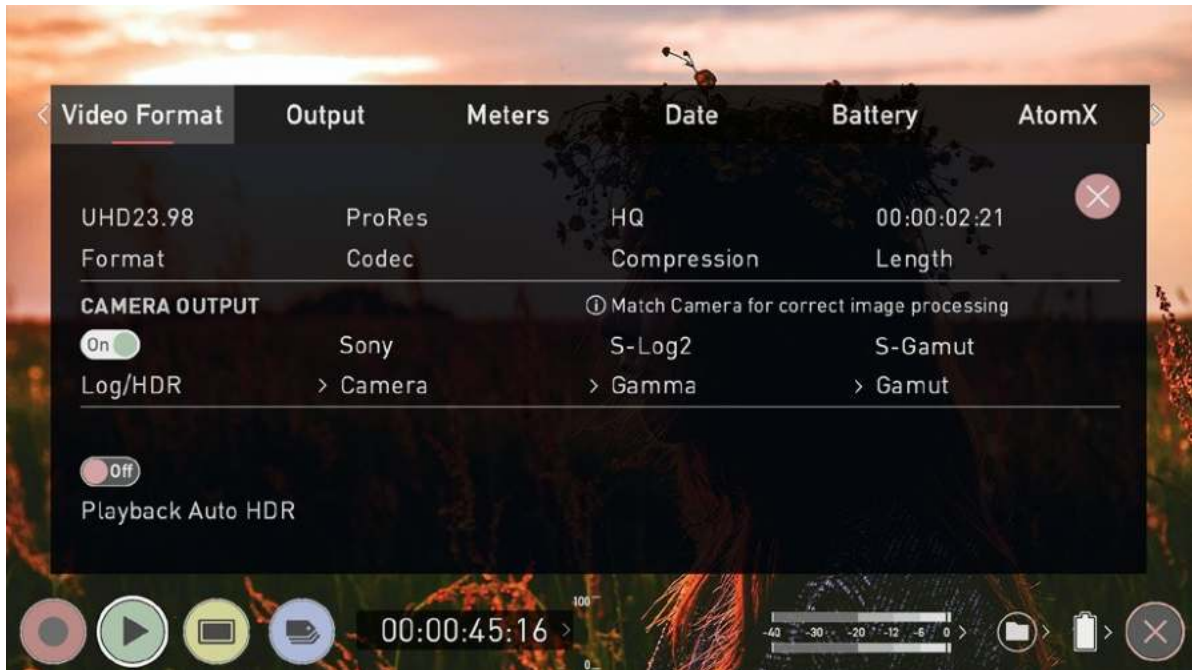 Video Format Output Meters Date Battery AtomX
UHD23.98 ProRes HQ 00:00:02:21
Format Codec Compression Length
CAMERA OUTPUT Match Camera for correct image processing
On Sony S-Log2 S-Gamut
Log/HDR > Camera > Gamma > Gamut
Off
Playback Auto HDR
00:00:45:16 >
100
0
-40 -30 -20 -12 -6 0 >